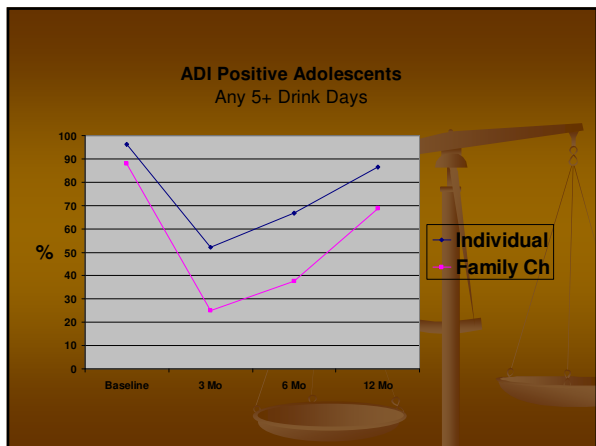 ADI Positive Adolescents
Any 5+ Drink Days
100
90
80
70
60
50
40
30
20
10
0
%
Baseline 3 Mo 6 Mo 12 Mo
Individual
Family Ch